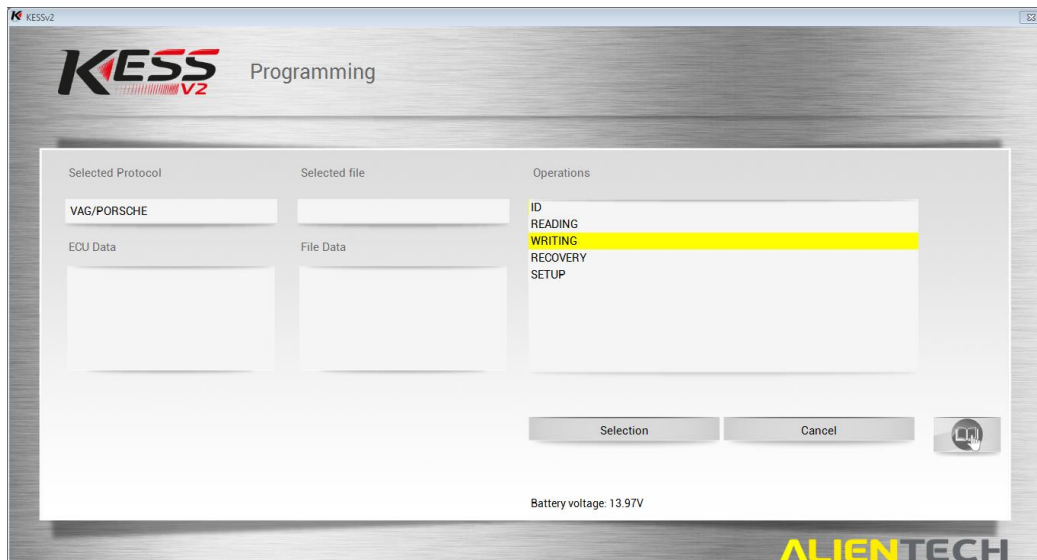 KESSv2
KESS V2
Programming
Selected Protocol
Selected file
Operations
VAG/PORSCHE
ID
READING
WRITING
RECOVERY
SETUP
ECU Data
File Data
Selection
Cancel
Battery voltage: 13.97V
ALIENTECH